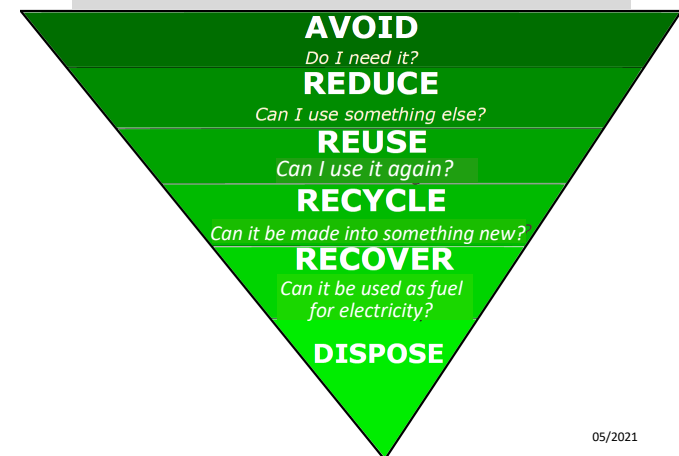 AVOID
Do I need it?
REDUCE
Can I use something else?
REUSE
Can I use it again?
RECYCLE
Can it be made into something new?
RECOVER
Can it be used as fuel
for electricity?
DISPOSE
05/2021